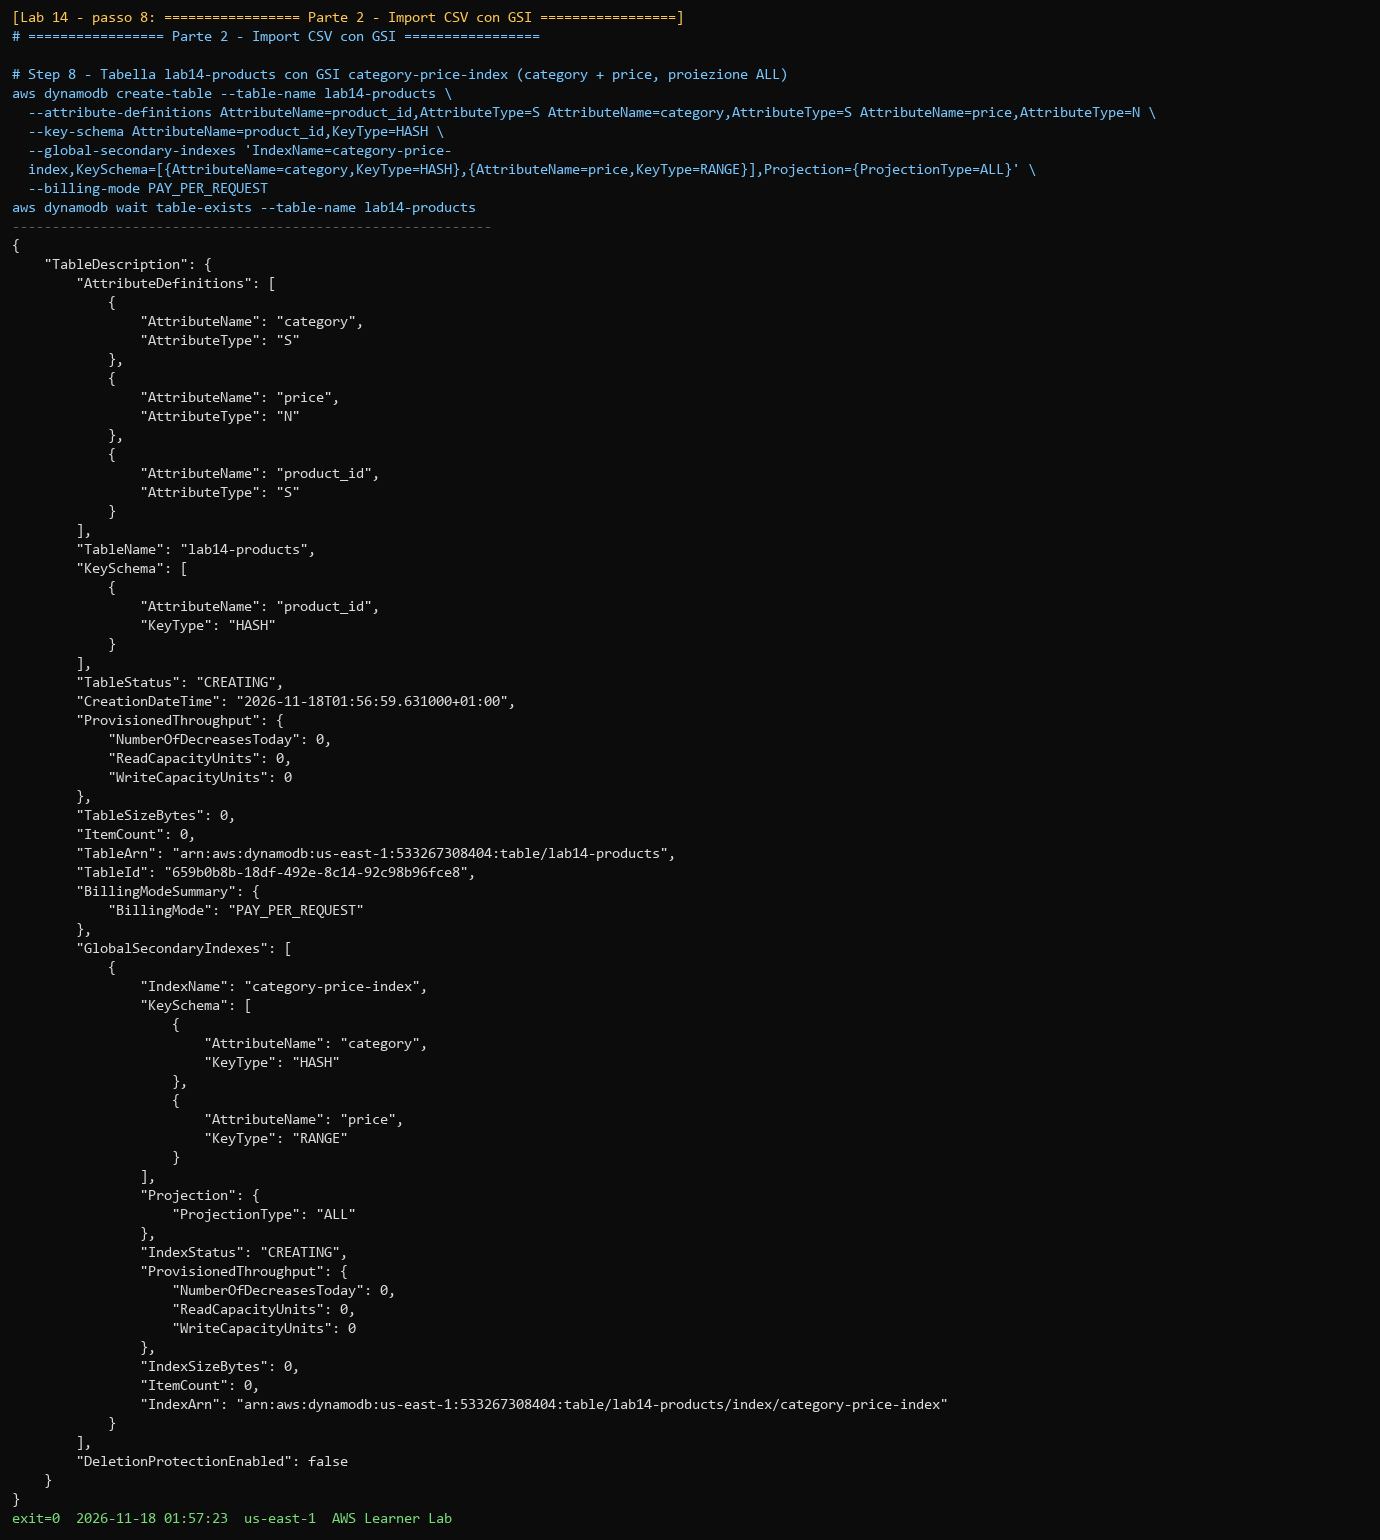 [Lab 14 - passo 8: ================= Parte 2 - Import CSV con GSI =================]
# ================= Parte 2 - Import CSV con GSI =================

# Step 8 - Tabella lab14-products con GSI category-price-index (category + price, proiezione ALL)
aws dynamodb create-table --table-name lab14-products \
  --attribute-definitions AttributeName=product_id,AttributeType=S AttributeName=category,AttributeType=S AttributeName=price,AttributeType=N \
  --key-schema AttributeName=product_id,KeyType=HASH \
  --global-secondary-indexes 'IndexName=category-price-
  index,KeySchema=[{AttributeName=category,KeyType=HASH},{AttributeName=price,KeyType=RANGE}],Projection={ProjectionType=ALL}' \
  --billing-mode PAY_PER_REQUEST
aws dynamodb wait table-exists --table-name lab14-products
------------------------------------------------------------
{
    "TableDescription": {
        "AttributeDefinitions": [
            {
                "AttributeName": "category",
                "AttributeType": "S"
            },
            {
                "AttributeName": "price",
                "AttributeType": "N"
            },
            {
                "AttributeName": "product_id",
                "AttributeType": "S"
            }
        ],
        "TableName": "lab14-products",
        "KeySchema": [
            {
                "AttributeName": "product_id",
                "KeyType": "HASH"
            }
        ],
        "TableStatus": "CREATING",
        "CreationDateTime": "2026-11-18T01:56:59.631000+01:00",
        "ProvisionedThroughput": {
            "NumberOfDecreasesToday": 0,
            "ReadCapacityUnits": 0,
            "WriteCapacityUnits": 0
        },
        "TableSizeBytes": 0,
        "ItemCount": 0,
        "TableArn": "arn:aws:dynamodb:us-east-1:533267308404:table/lab14-products",
        "TableId": "659b0b8b-18df-492e-8c14-92c98b96fce8",
        "BillingModeSummary": {
            "BillingMode": "PAY_PER_REQUEST"
        },
        "GlobalSecondaryIndexes": [
            {
                "IndexName": "category-price-index",
                "KeySchema": [
                    {
                        "AttributeName": "category",
                        "KeyType": "HASH"
                    },
                    {
                        "AttributeName": "price",
                        "KeyType": "RANGE"
                    }
                ],
                "Projection": {
                    "ProjectionType": "ALL"
                },
                "IndexStatus": "CREATING",
                "ProvisionedThroughput": {
                    "NumberOfDecreasesToday": 0,
                    "ReadCapacityUnits": 0,
                    "WriteCapacityUnits": 0
                },
                "IndexSizeBytes": 0,
                "ItemCount": 0,
                "IndexArn": "arn:aws:dynamodb:us-east-1:533267308404:table/lab14-products/index/category-price-index"
            }
        ],
        "DeletionProtectionEnabled": false
    }
}
exit=0  2026-11-18 01:57:23  us-east-1  AWS Learner Lab